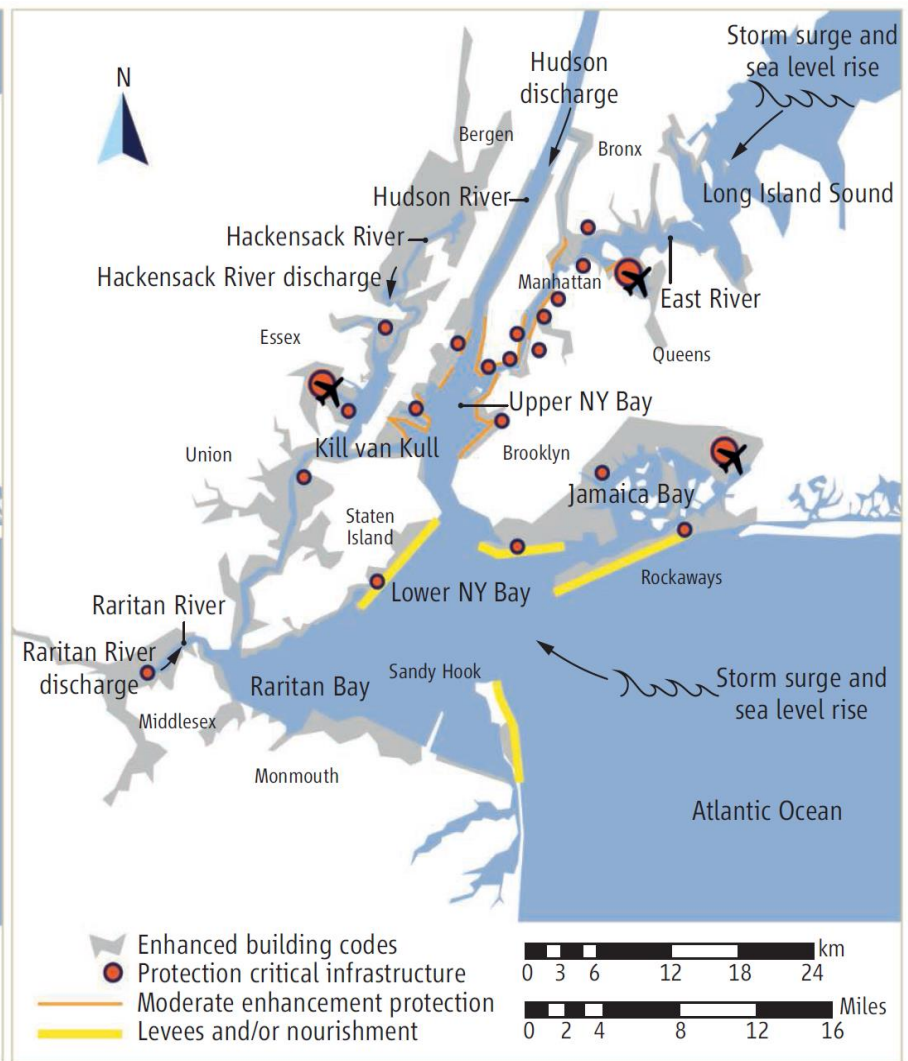 Storm surge and
sea level rise
N
Hudson
discharge
Bergen
Bronx
Hudson River
Long Island Sound
Hackensack River
Hackensack River discharge
Manhattan
East River
Essex
Queens
Upper NY Bay
Kill van Kull
Union
Brooklyn
Jamaica Bay
Staten
Island
Rockaways
Lower NY Bay
Raritan River
Raritan River
discharge
Sandy Hook
Raritan Bay
Storm surge and
sea level rise
Middlesex
Monmouth
Atlantic Ocean
Enhanced building codes
Protection critical infrastructure
Moderate enhancement protection
Levees and/or nourishment
km
0 3 6 12 18 24
Miles
0 2 4 8 12 16